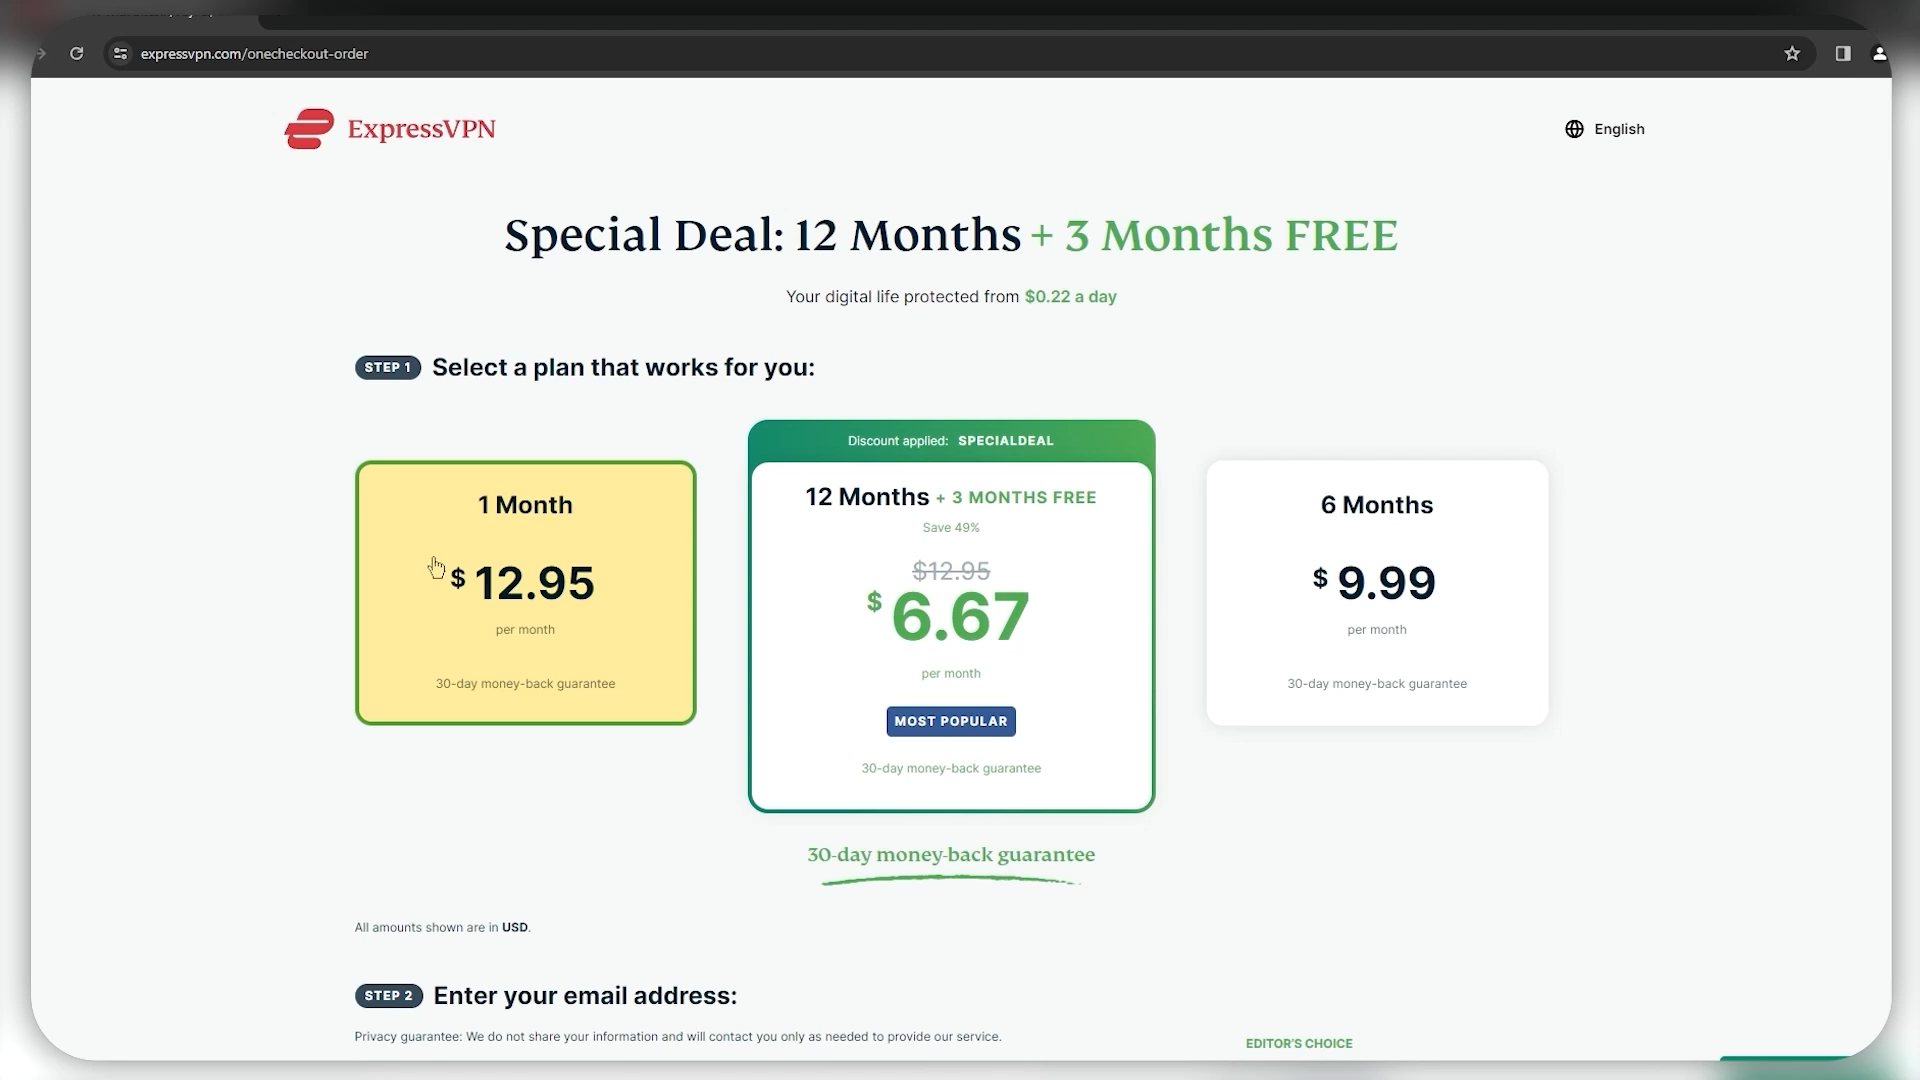 expressvpn.com/onecheckout-order
ExpressVPN
English
Special Deal: 12 Months + 3 Months FREE
Your digital life protected from $0.22 a day
STEP 1 Select a plan that works for you:
1 Month
$ 12.95
per month
30-day money-back guarantee
Discount applied: SPECIALDEAL
12 Months + 3 MONTHS FREE
Save 49%
$12.95
$ 6.67
per month
MOST POPULAR
30-day money-back guarantee
6 Months
$ 9.99
per month
30-day money-back guarantee
30-day money-back guarantee
All amounts shown are in USD.
STEP 2 Enter your email address:
Privacy guarantee: We do not share your information and will contact you only as needed to provide our service.
EDITOR'S CHOICE